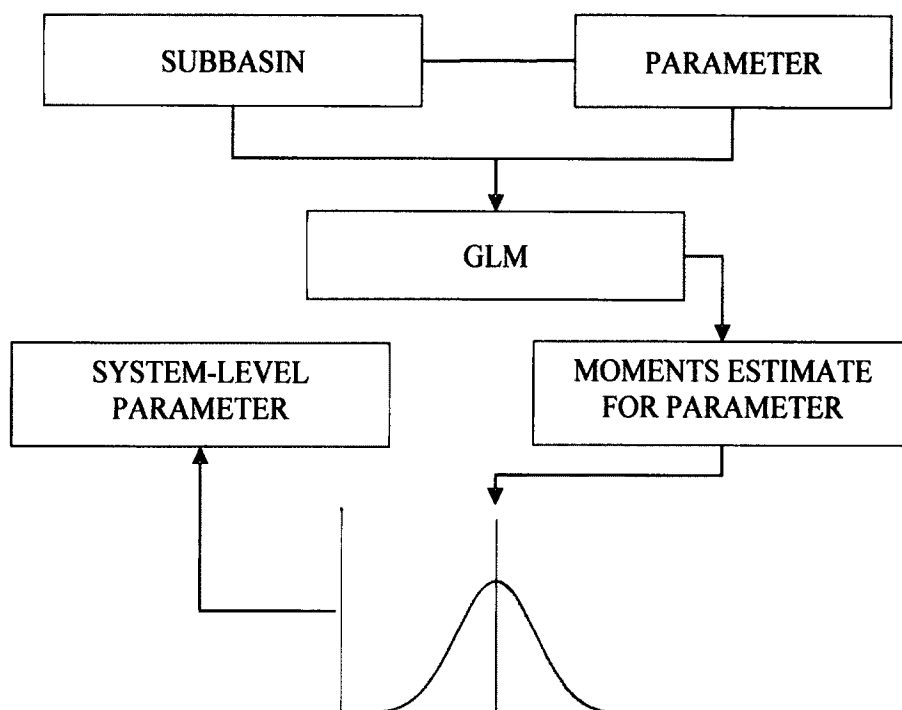 SUBBASIN
PARAMETER
GLM
SYSTEM-LEVEL
PARAMETER
MOMENTS ESTIMATE
FOR PARAMETER